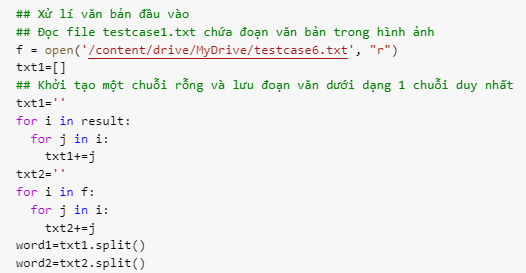 ## Xử lí văn bản đầu vào
## Đọc file testcase1.txt chứa đoạn văn bản trong hình ảnh
f = open('/content/drive/MyDrive/testcase6.txt', "r")
txt1=[]
## Khởi tạo một chuỗi rỗng và lưu đoạn văn dưới dạng 1 chuỗi duy nhất
txt1=''
for i in result:
  for j in i:
    txt1+=j
txt2=''
for i in f:
  for j in i:
    txt2+=j
word1=txt1.split()
word2=txt2.split()